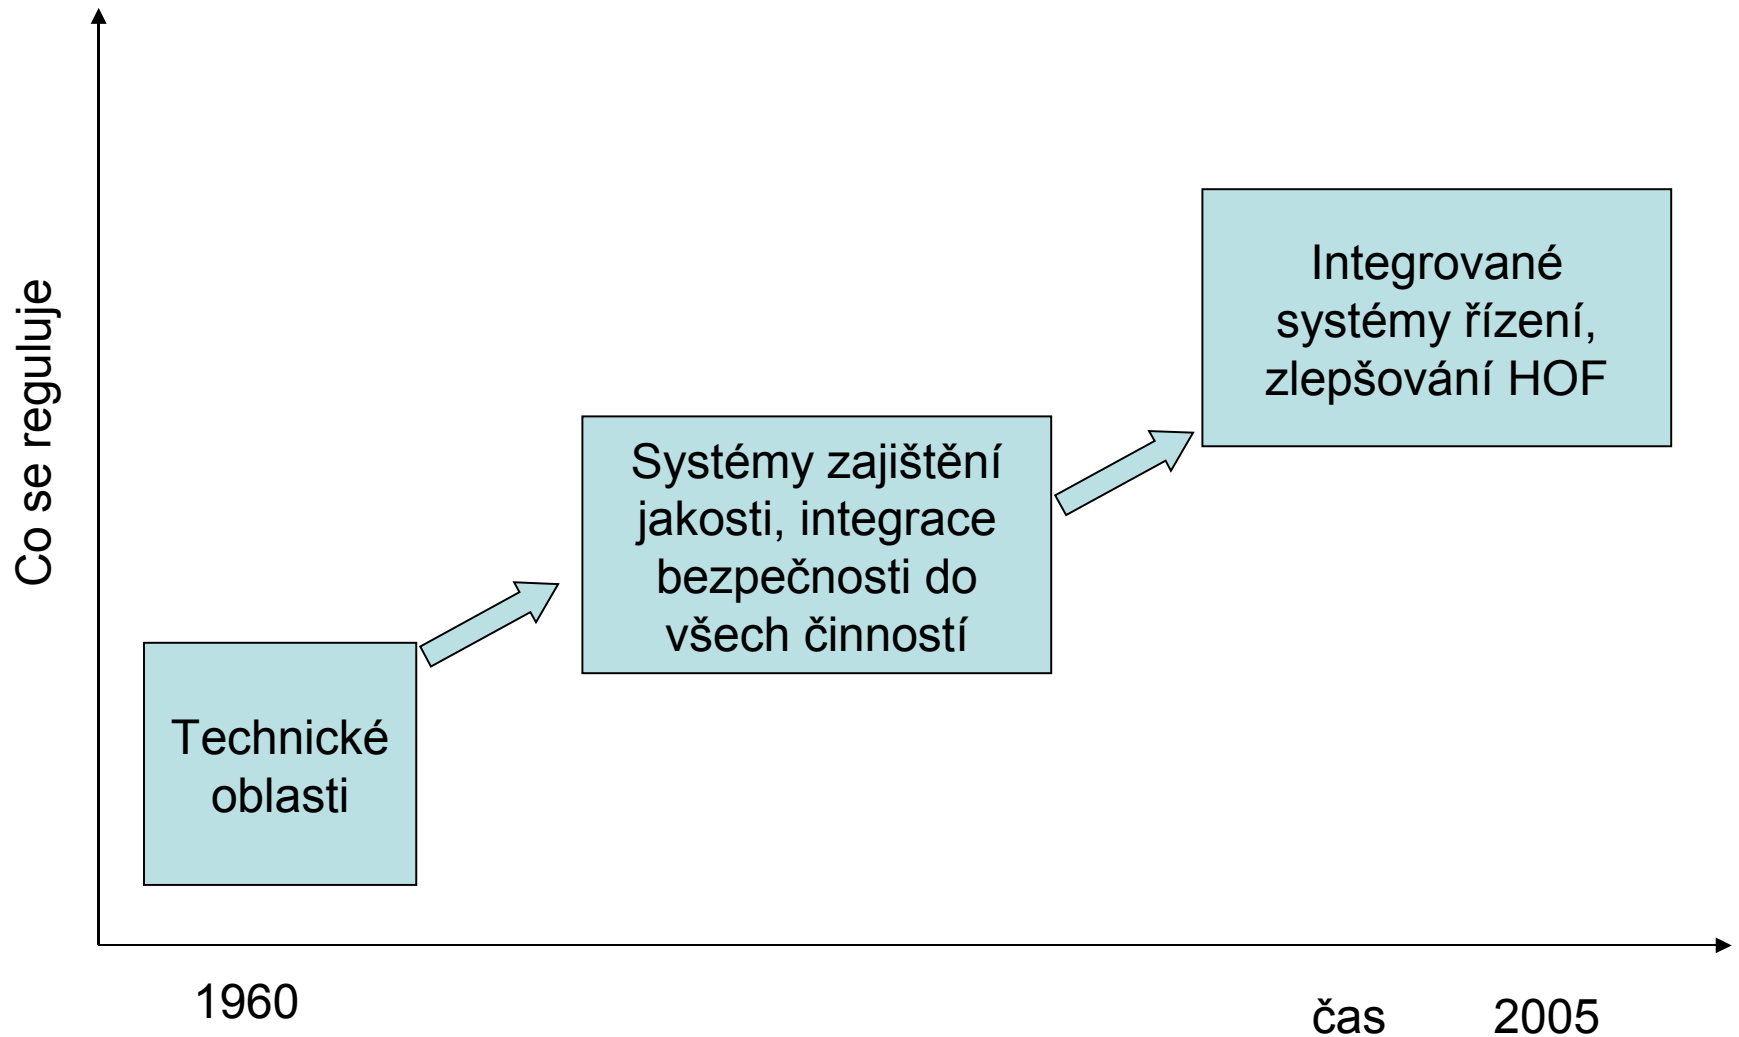 Co se reguluje
Integrované
systémy řízení,
zlepšování HOF
Systémy zajištění
jakosti, integrace
bezpečnosti do
všech činností
Technické
oblasti
1960
čas
2005